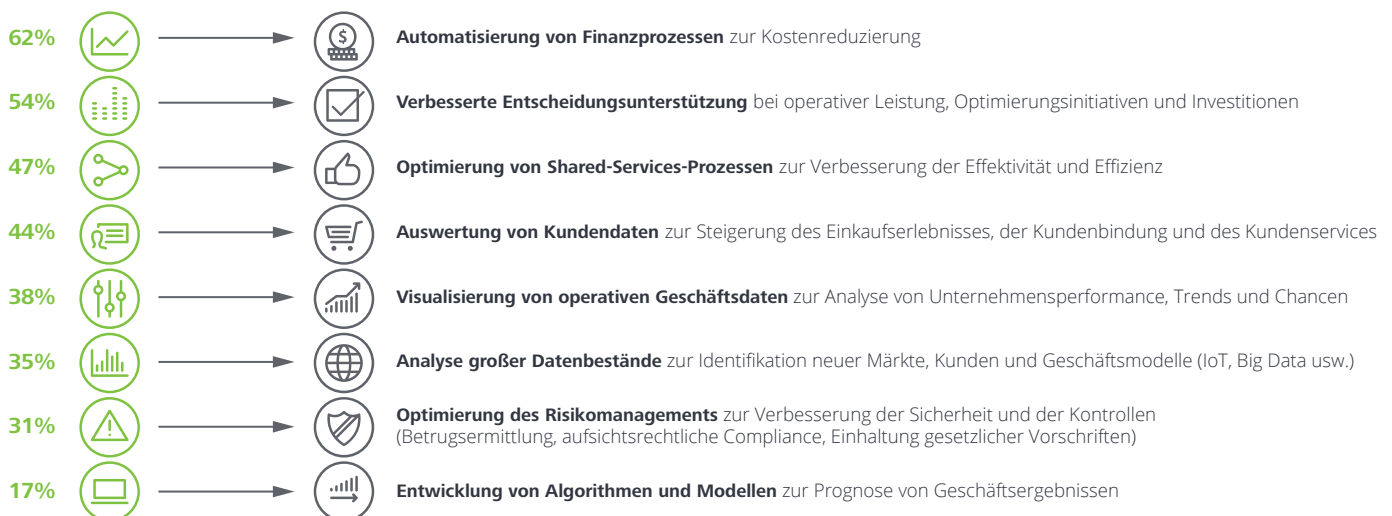 62% Automatisierung von Finanzprozessen zur Kostenreduzierung
54% Verbesserte Entscheidungsunterstützung bei operativer Leistung, Optimierungsinitiativen und Investitionen
47% Optimierung von Shared-Services-Prozessen zur Verbesserung der Effektivität und Effizienz
44% Auswertung von Kundendaten zur Steigerung des Einkaufserlebnisses, der Kundenbindung und des Kundenservices
38% Visualisierung von operativen Geschäftsdaten zur Analyse von Unternehmensperformance, Trends und Chancen
35% Analyse großer Datenbestände zur Identifikation neuer Märkte, Kunden und Geschäftsmodelle (IoT, Big Data usw.)
31% Optimierung des Risikomanagements zur Verbesserung der Sicherheit und der Kontrollen
(Betrugsermittlung, aufsichtsrechtliche Compliance, Einhaltung gesetzlicher Vorschriften)
17% Entwicklung von Algorithmen und Modellen zur Prognose von Geschäftsergebnissen